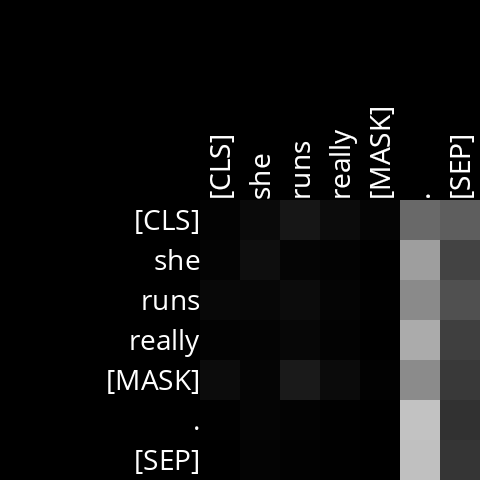 [CLS] she runs really [MASK] . [SEP]
[CLS]
she
runs
really
[MASK]
.
[SEP]